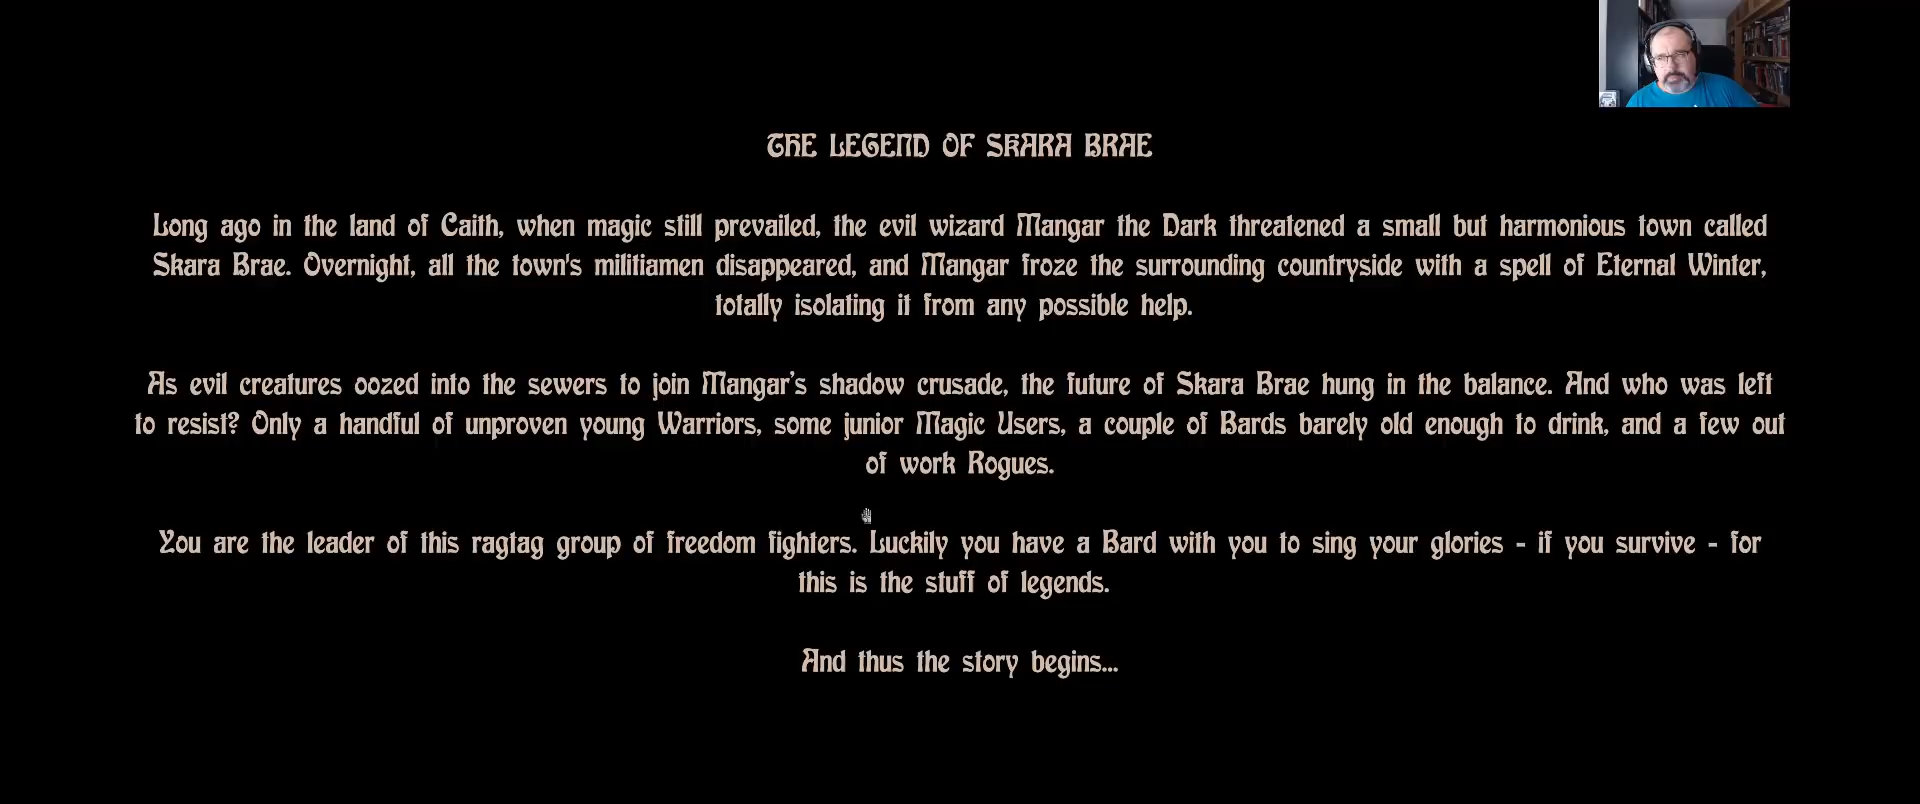 THE LEGEND OF SKARA BRAE
Long ago in the land of Caith, when magic still prevailed, the evil wizard Mangar the Dark threatened a small but harmonious town called
Skara Brae. Overnight, all the town's militiamen disappeared, and Mangar froze the surrounding countryside with a spell of Eternal Winter,
totally isolating it from any possible help.
As evil creatures oozed into the sewers to join Mangar's shadow crusade, the future of Skara Brae hung in the balance. And who was left
to resist? Only a handful of unproven young Warriors, some junior Magic Users, a couple of Bards barely old enough to drink, and a few out
of work Rogues.
You are the leader of this ragtag group of freedom fighters. Luckily you have a Bard with you to sing your glories - if you survive - for
this is the stuff of legends.
And thus the story begins...